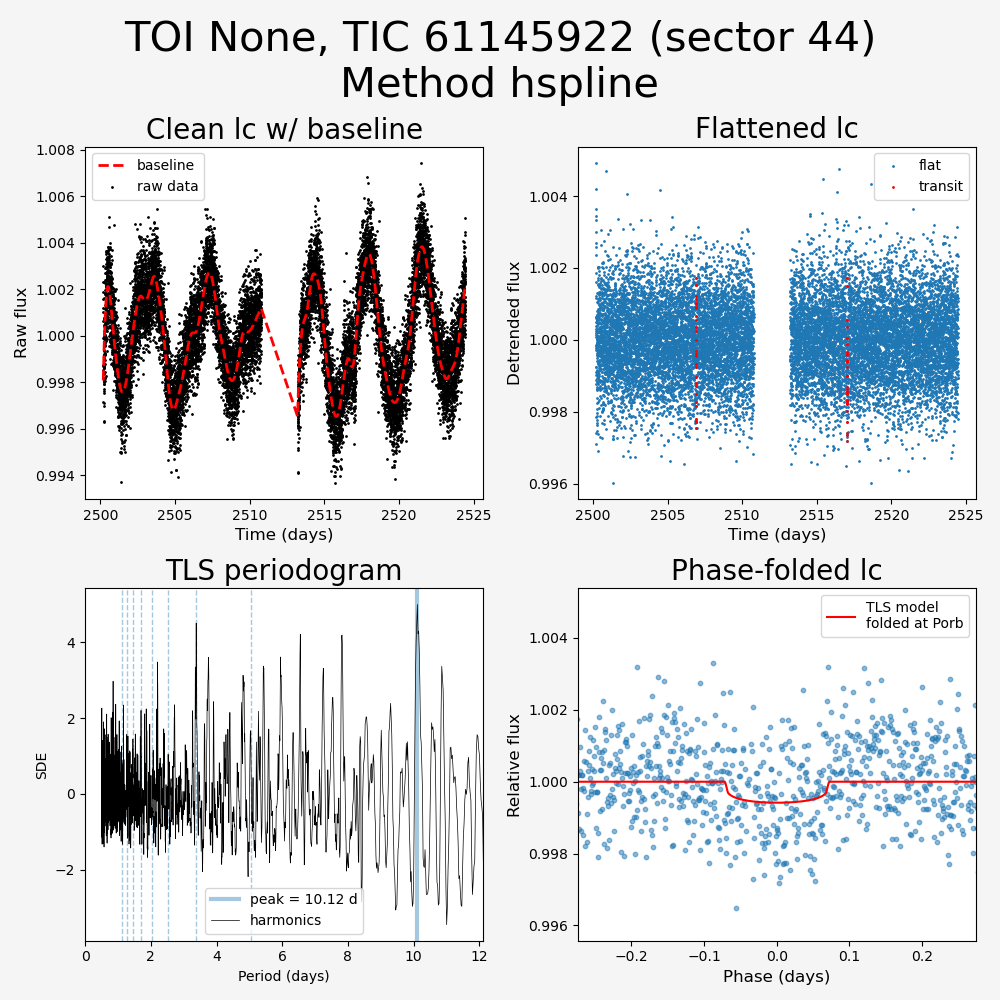 TOI None, TIC 61145922 (sector 44)
Method hspline
Clean lc w/ baseline
Flattened lc
1.008
1.006
1.004
1.002
1.000
0.998
0.996
0.994
Raw flux
baseline
raw data
2500
2505
2510
2515
2520
2525
Time (days)
1.004
1.002
1.000
0.998
0.996
Detrended flux
flat
transit
2500
2505
2510
2515
2520
2525
Time (days)
TLS periodogram
Phase-folded lc
4
2
0
−2
SDE
peak = 10.12 d
harmonics
0
2
4
6
8
10
12
Period (days)
1.004
1.002
1.000
0.998
0.996
Relative flux
TLS model
folded at Porb
−0.2
−0.1
0.0
0.1
0.2
Phase (days)